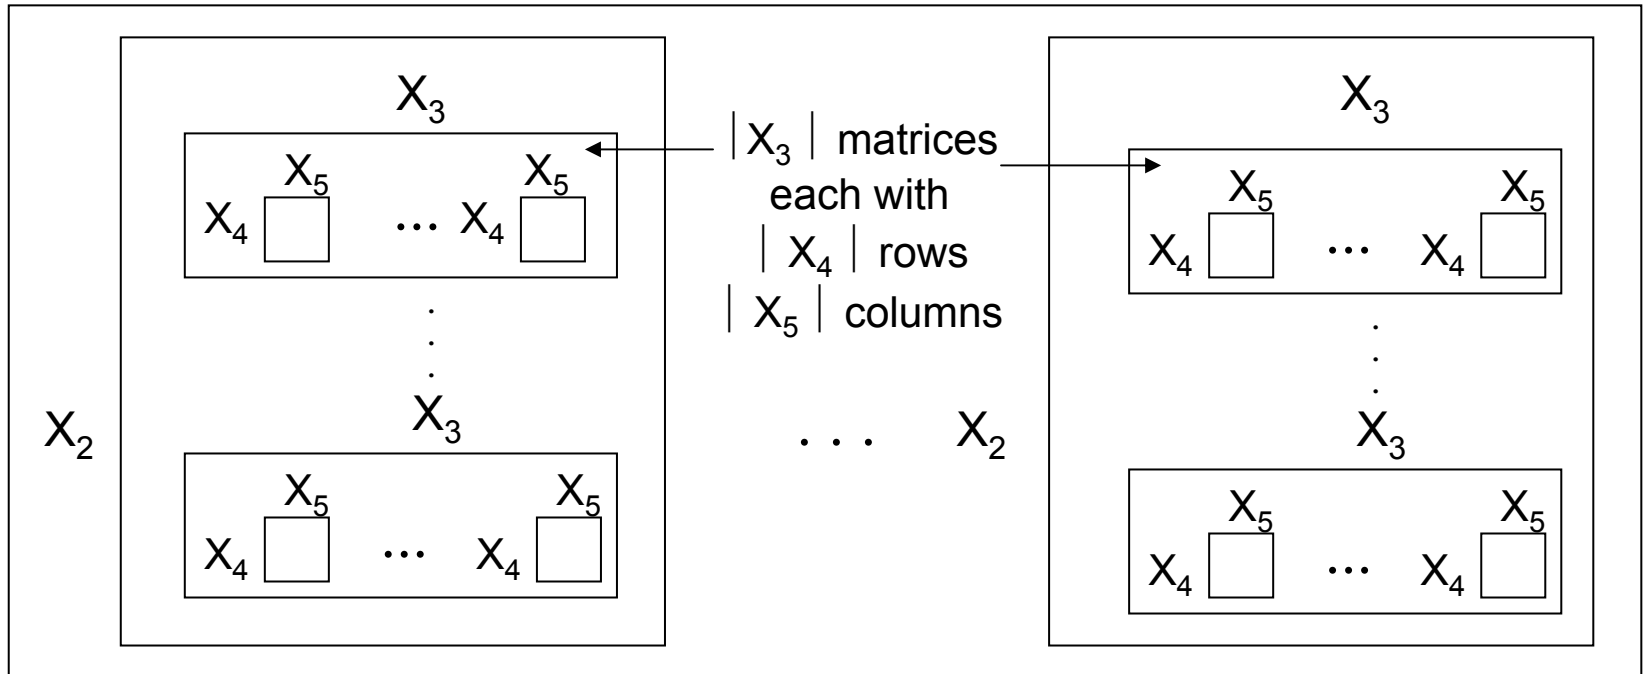 X₃
X₅ X₅
X₄ ... X₄
X₃
X₅ X₅
X₄ ... X₄
X₂
|X₃| matrices
each with
| X₄ | rows
| X₅ | columns
. . . X₂
X₃
X₅ X₅
X₄ ... X₄
X₃
X₅ X₅
X₄ ... X₄